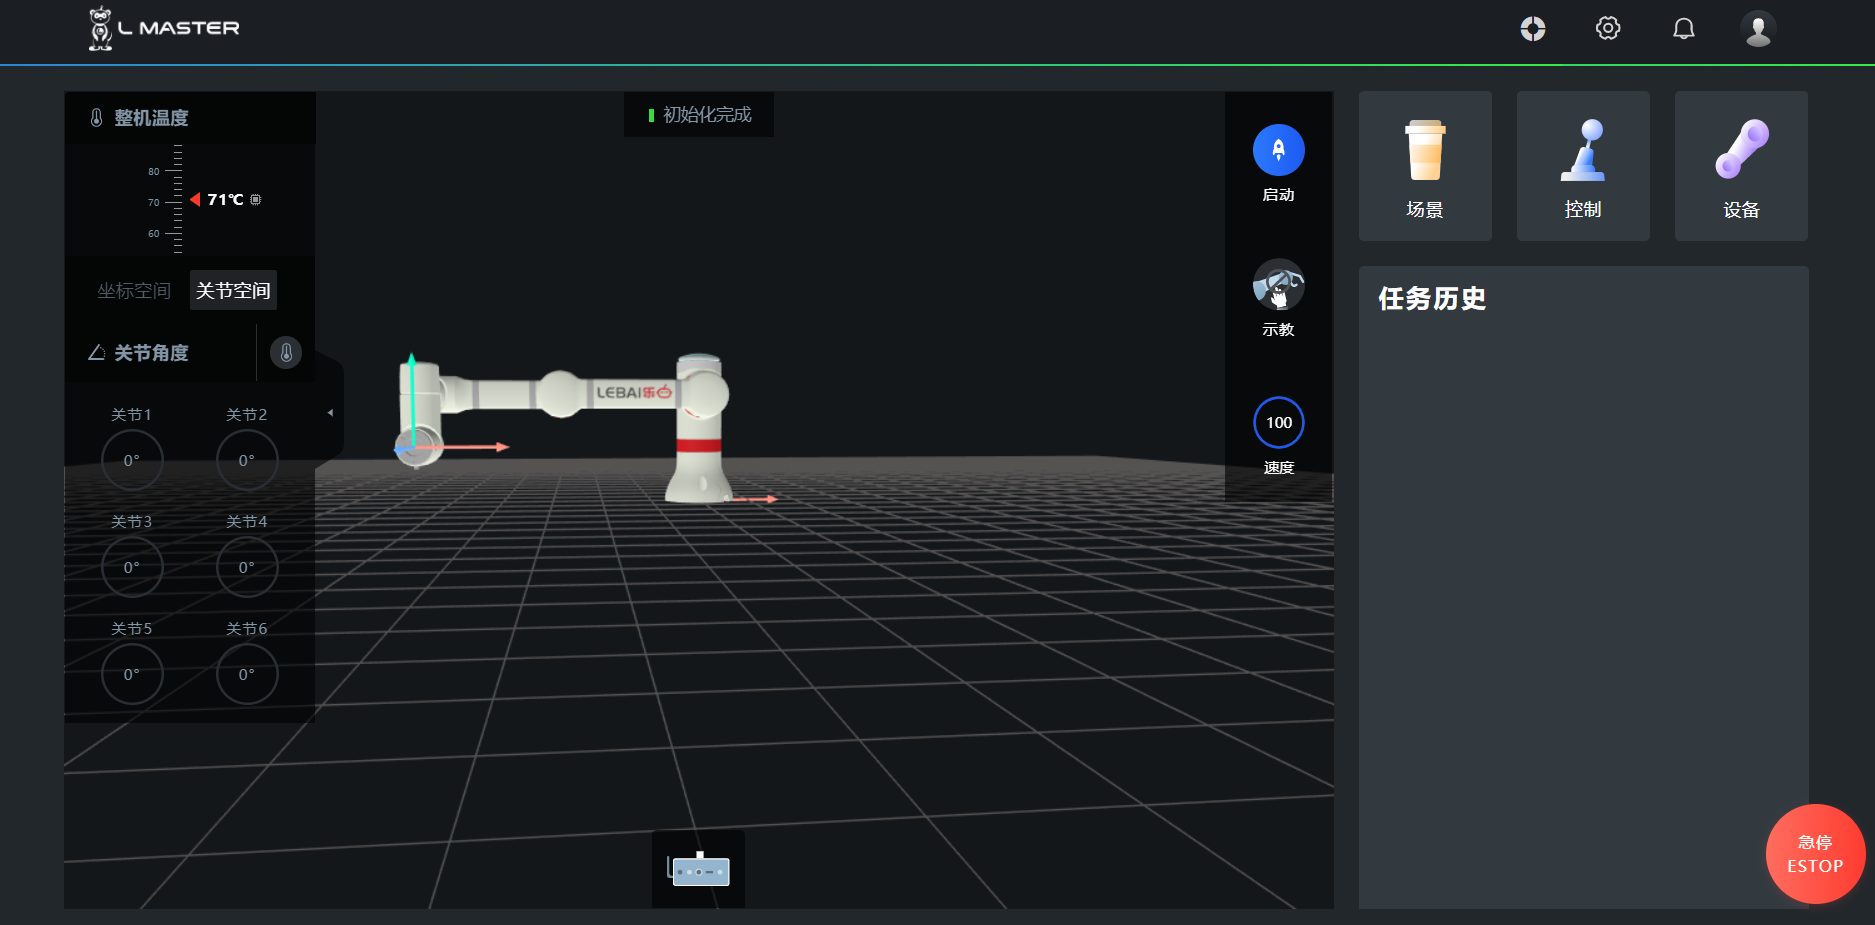 L MASTER
整机温度
初始化完成
80
70
71℃
60
坐标空间
关节空间
关节角度
关节1
关节2
0°
0°
关节3
关节4
0°
0°
关节5
关节6
0°
0°
LEBAI乐白
启动
示教
100
速度
场景
控制
设备
任务历史
急停
ESTOP